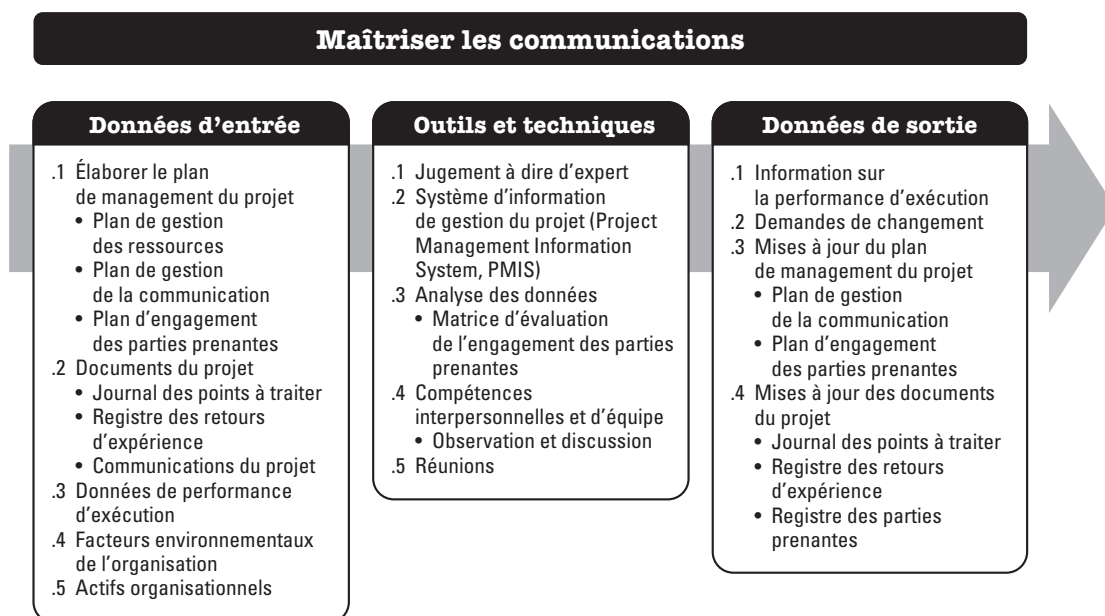 Maîtriser les communications
Données d’entrée
.1 Élaborer le plan
de management du projet
• Plan de gestion
des ressources
• Plan de gestion
de la communication
• Plan d’engagement
des parties prenantes
.2 Documents du projet
• Journal des points à traiter
• Registre des retours
d’expérience
• Communications du projet
.3 Données de performance
d’exécution
.4 Facteurs environnementaux
de l’organisation
.5 Actifs organisationnels
Outils et techniques
.1 Jugement à dire d’expert
.2 Système d’information
de gestion du projet (Project
Management Information
System, PMIS)
.3 Analyse des données
• Matrice d’évaluation
de l’engagement des parties
prenantes
.4 Compétences
interpersonnelles et d’équipe
• Observation et discussion
.5 Réunions
Données de sortie
.1 Information sur
la performance d’exécution
.2 Demandes de changement
.3 Mises à jour du plan
de management du projet
• Plan de gestion
de la communication
• Plan d’engagement
des parties prenantes
.4 Mises à jour des documents
du projet
• Journal des points à traiter
• Registre des retours
d’expérience
• Registre des parties
prenantes